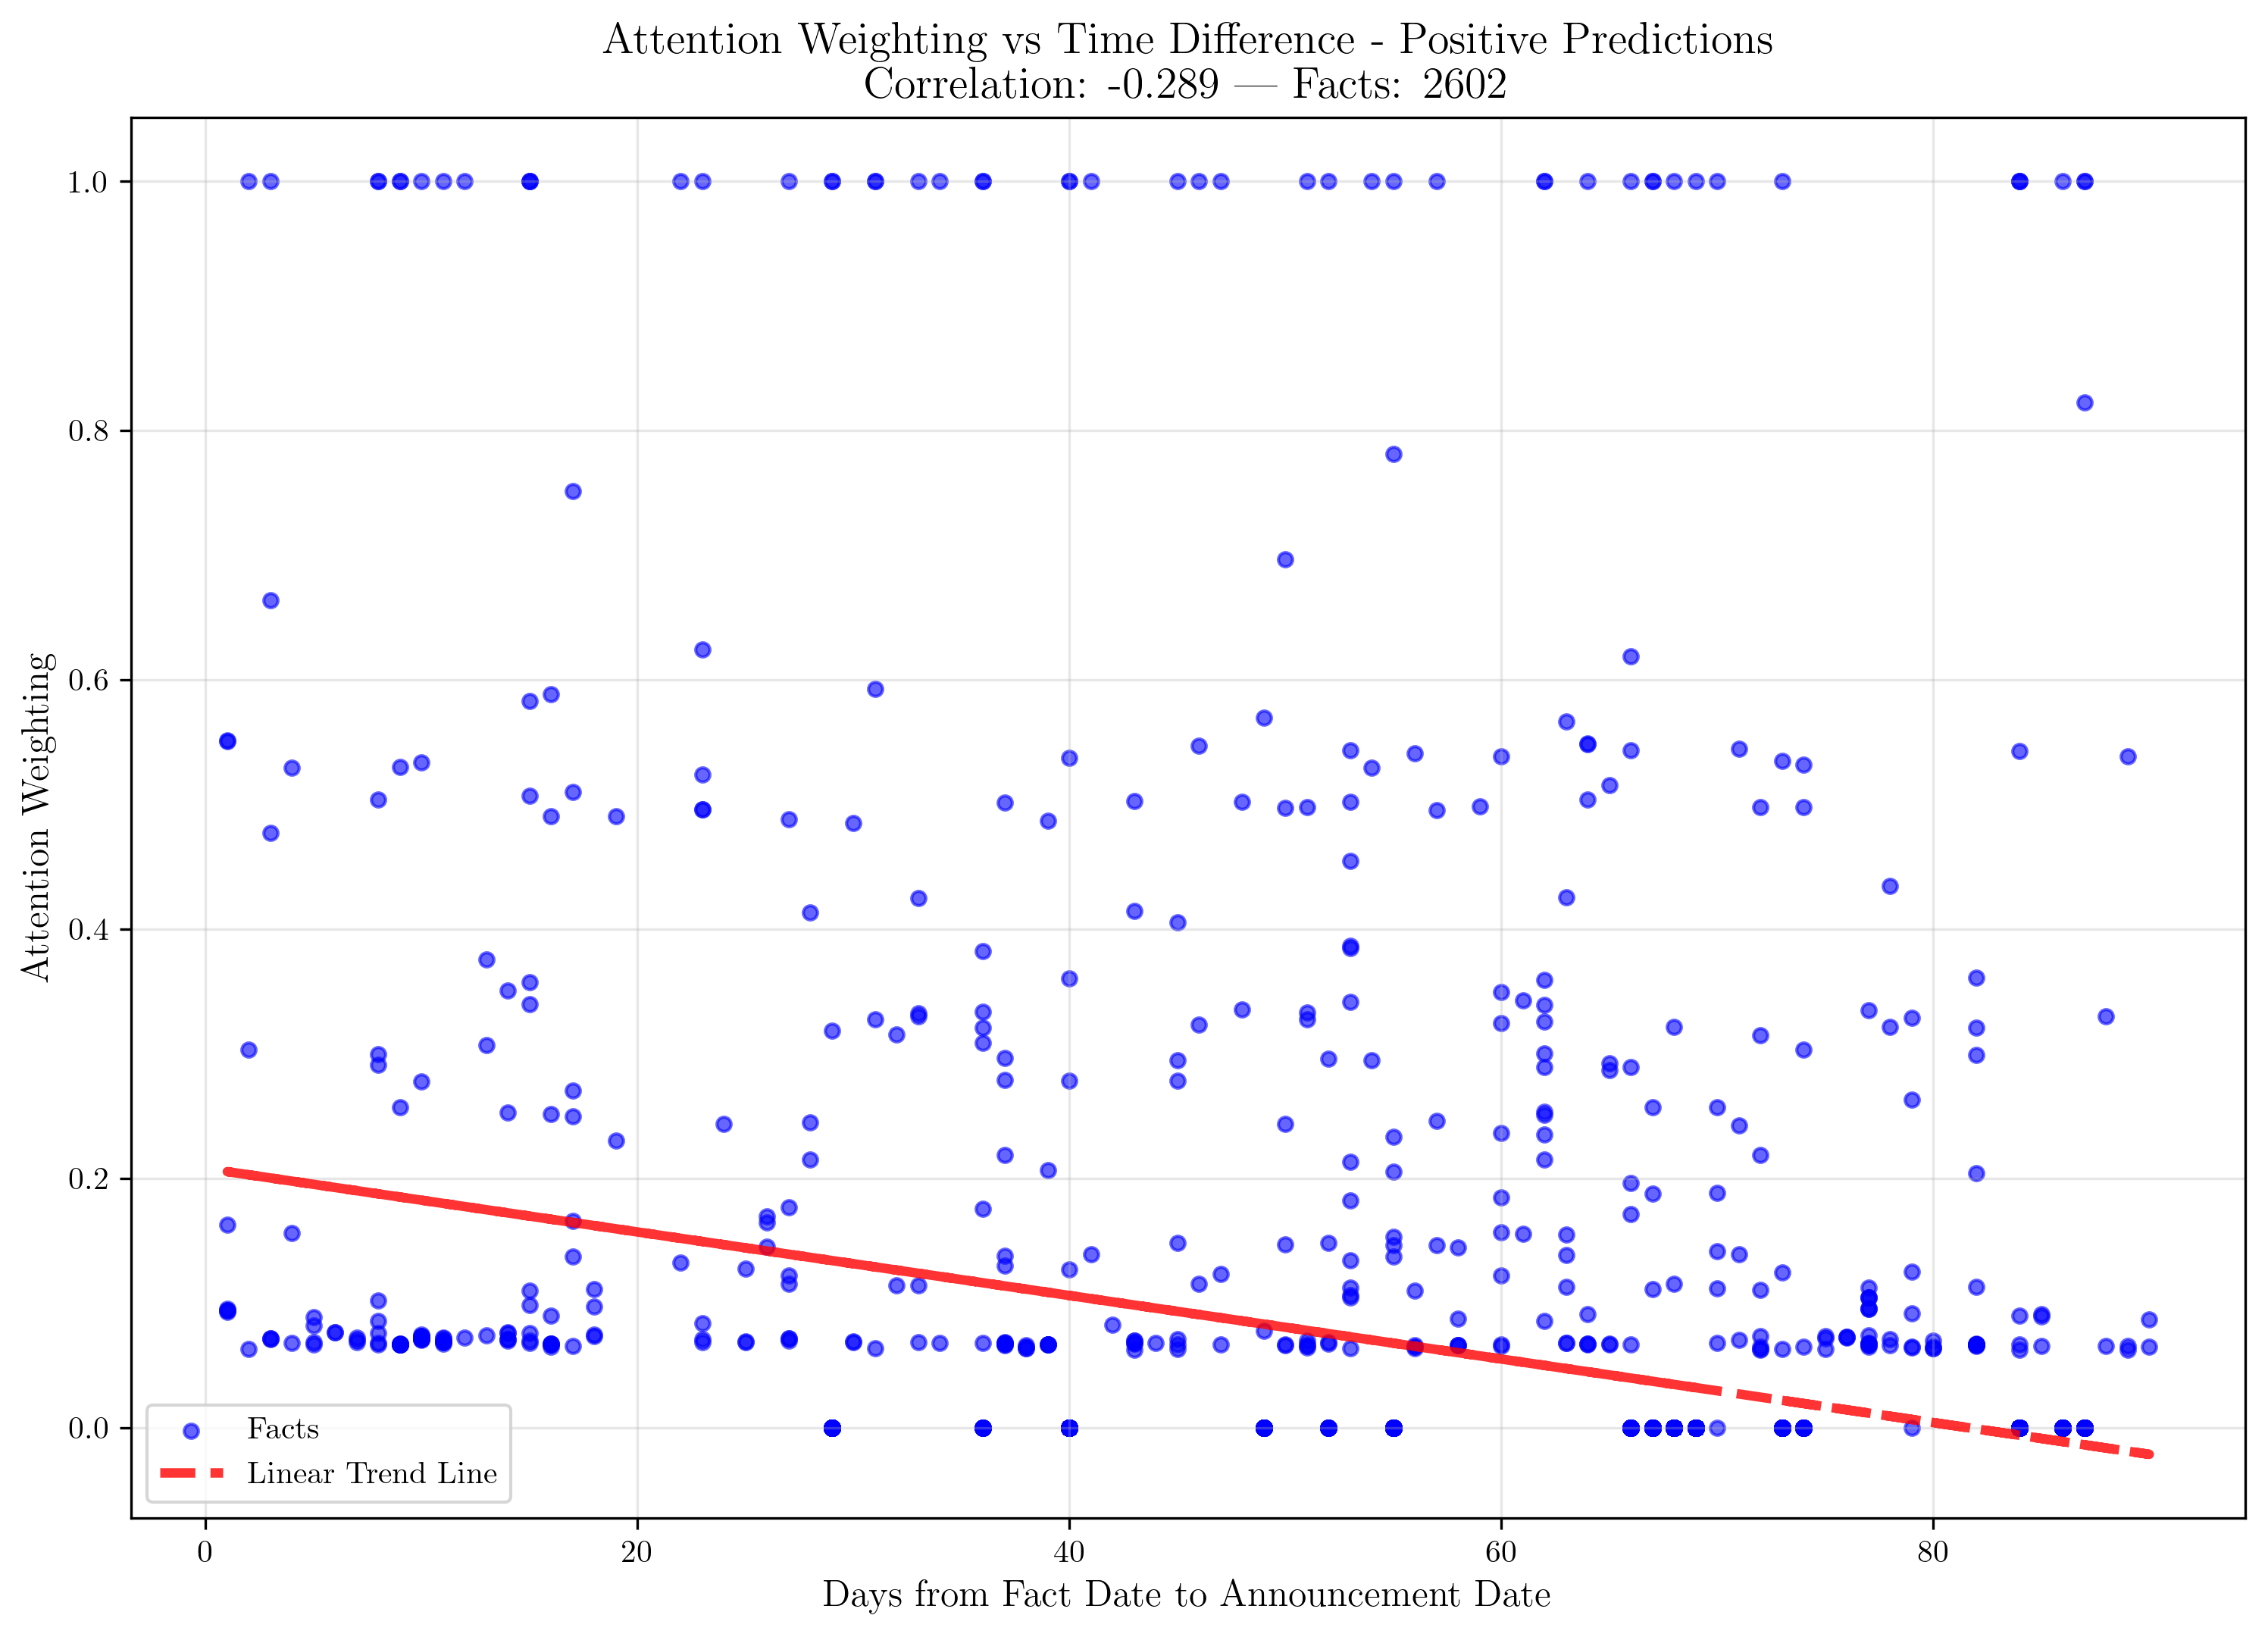 Attention Weighting vs Time Difference - Positive Predictions
Correlation: -0.289 — Facts: 2602
1.0
0.8
0.6
0.4
0.2
0.0
Attention Weighting
Facts
Linear Trend Line
0 20 40 60 80
Days from Fact Date to Announcement Date